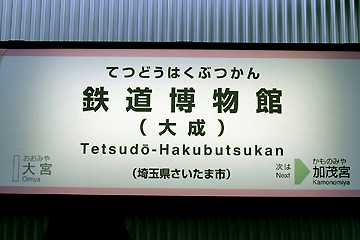 てつどうはくぶつかん
鉄道博物館
(大成)
Tetsudō-Hakubutsukan
(埼玉県さいたま市)
おおみや
大宮
Ōmiya
次は
Next
かものみや
加茂宮
Kamonomiya